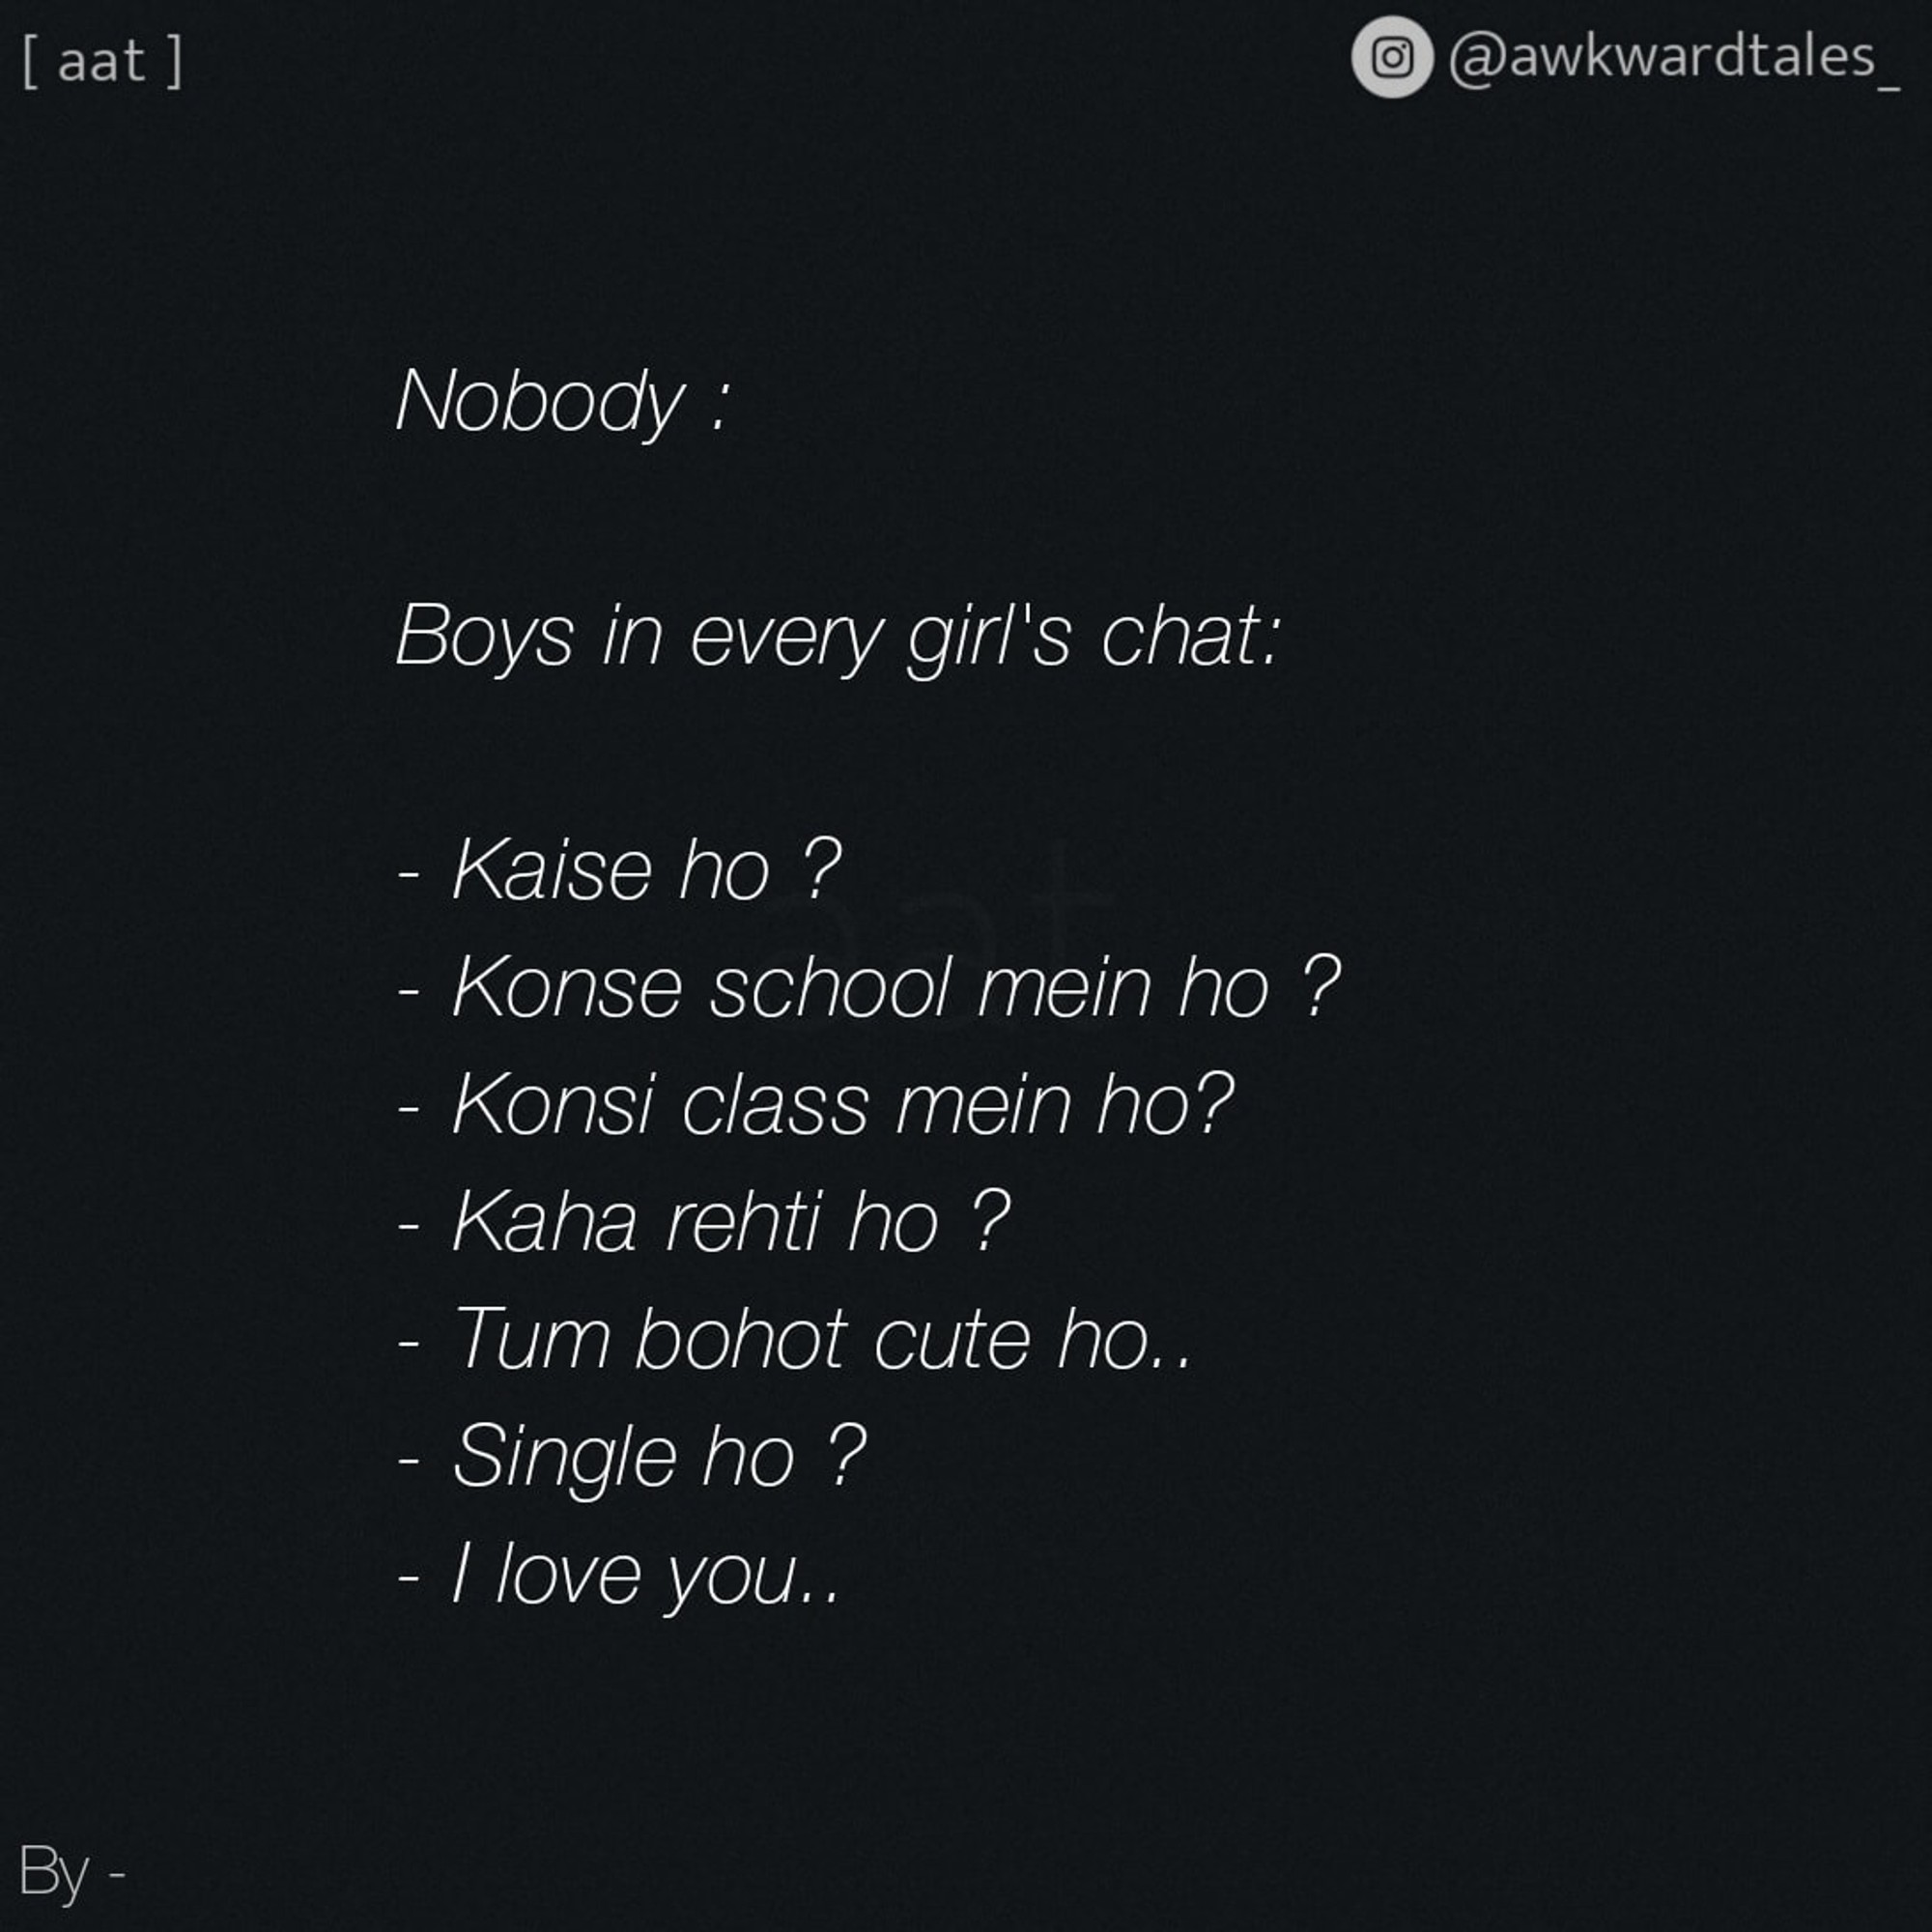 [ aat ]
@awkwardtales_
Nobody :
Boys in every girl's chat:
- Kaise ho ?
- Konse school mein ho ?
- Konsi class mein ho?
- Kaha rehti ho ?
- Tum bohot cute ho..
- Single ho ?
- I love you..
aat
By -